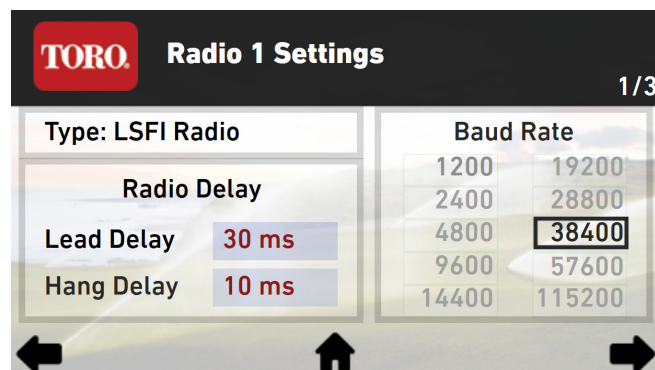 TORO.
Radio 1 Settings
1/3
Type: LSFI Radio
Radio Delay
Lead Delay 30 ms
Hang Delay 10 ms
Baud Rate
1200 19200
2400 28800
4800 38400
9600 57600
14400 115200